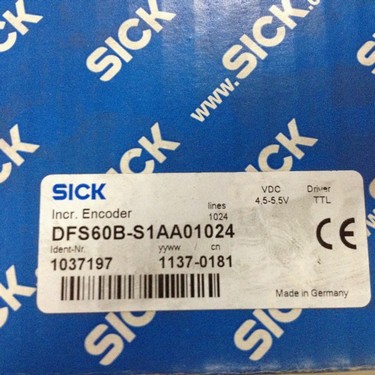 SICK
SICK
www.sick
SICK
Incr. Encoder
lines
1024
VDC
4,5-5,5V
Driver
TTL
DFS60B-S1AA01024
Ident-Nr.
yyww / cn
1037197
1137-0181
CE
Made in Germany
SICK
www